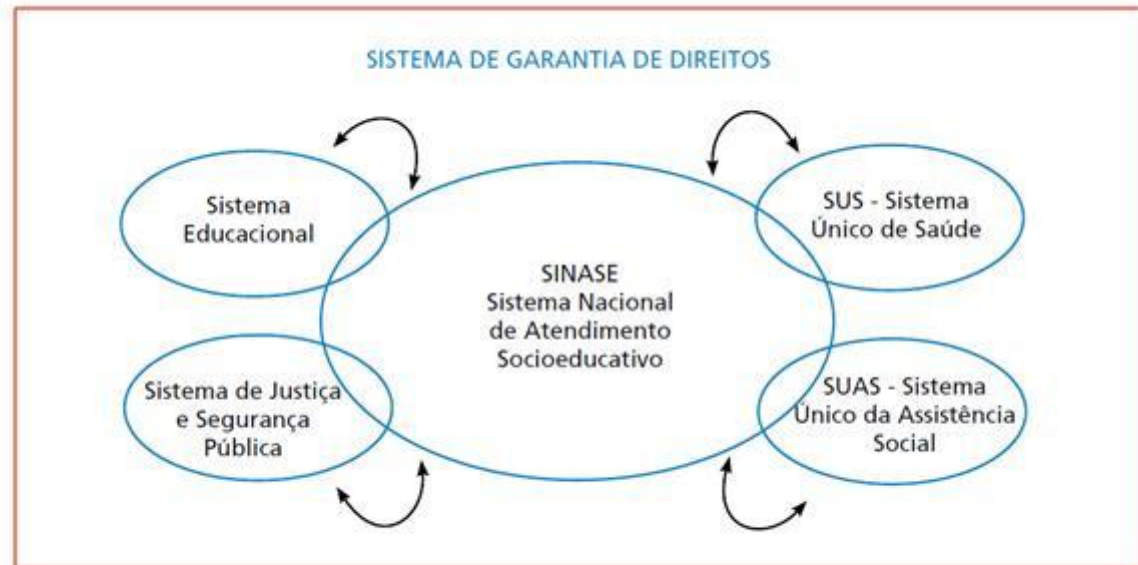 SISTEMA DE GARANTIA DE DIREITOS
Sistema
Educacional
SUS - Sistema
Único de Saúde
SINASE
Sistema Nacional
de Atendimento
Socioeducativo
Sistema de Justiça
e Segurança
Pública
SUAS - Sistema
Único da Assistência
Social